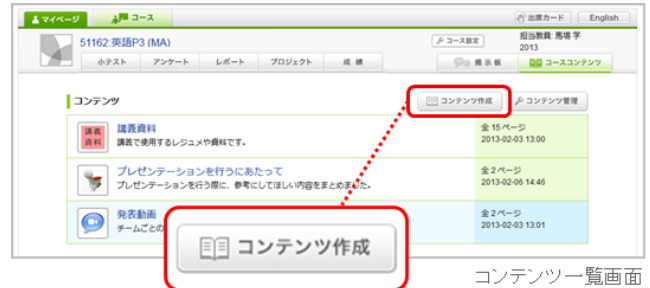 マイページ
コース
出席カード
English
51162:英語P3 (MA)
コース設定
担当教員: 馬場 学
2013
小テスト
アンケート
レポート
プロジェクト
成 績
掲 示 板
コースコンテンツ
コンテンツ
コンテンツ作成
コンテンツ管理
講 義
資 料
講義資料
講義で使用するレジュメや資料です。
全 15 ページ
2013-02-03 13:00
プレゼンテーションを行うにあたって
プレゼンテーションを行う際に、参考にしてほしい内容をまとめました。
全 2 ページ
2013-02-06 14:46
発表動画
チームごとの
全 2 ページ
2013-02-03 13:01
コンテンツ作成
コンテンツ一覧画面